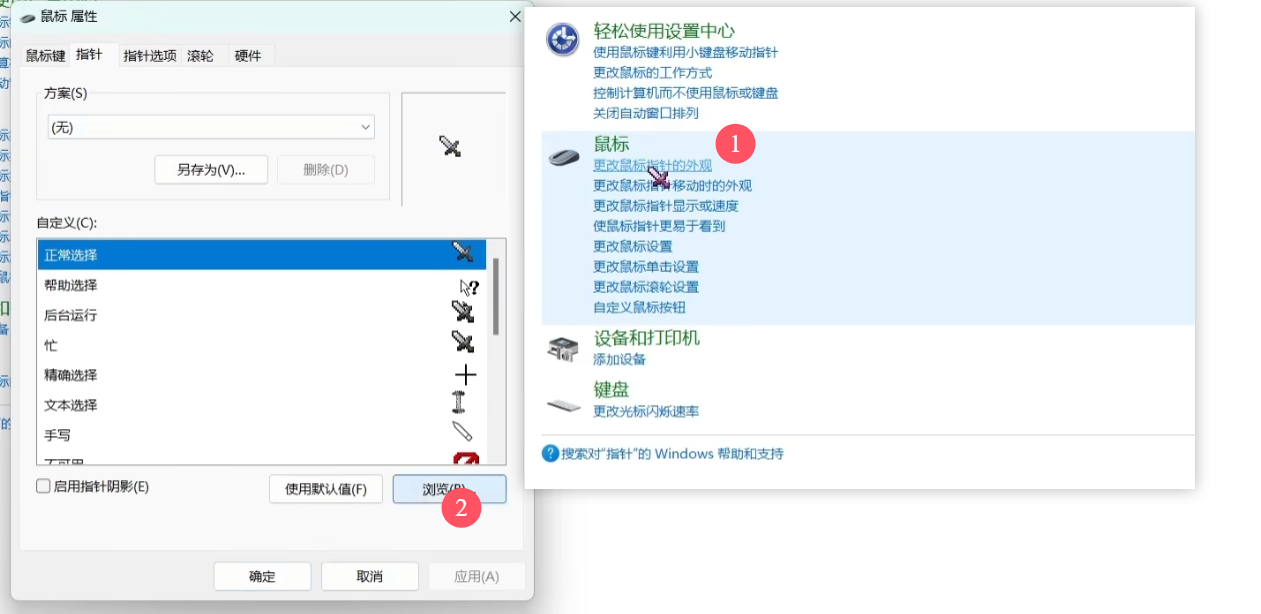 鼠标 属性
鼠标键 指针 指针选项 滚轮 硬件
方案(S)
(无)
另存为(V)... 删除(D)
自定义(C):
正常选择
帮助选择
后台运行
忙
精确选择
文本选择
手写
不可用
启用指针阴影(E)
使用默认值(F) 浏览(B)...
2
确定 取消 应用(A)
轻松使用设置中心
使用鼠标键利用小键盘移动指针
更改鼠标的工作方式
控制计算机而不使用鼠标或键盘
关闭自动窗口排列
鼠标
1
更改鼠标指针的外观
更改鼠标指针移动时的外观
更改鼠标指针显示或速度
使鼠标指针更易于看到
更改鼠标设置
更改鼠标单击设置
更改鼠标滚轮设置
自定义鼠标按钮
设备和打印机
添加设备
键盘
更改光标闪烁速率
搜索对"指针"的 Windows 帮助和支持